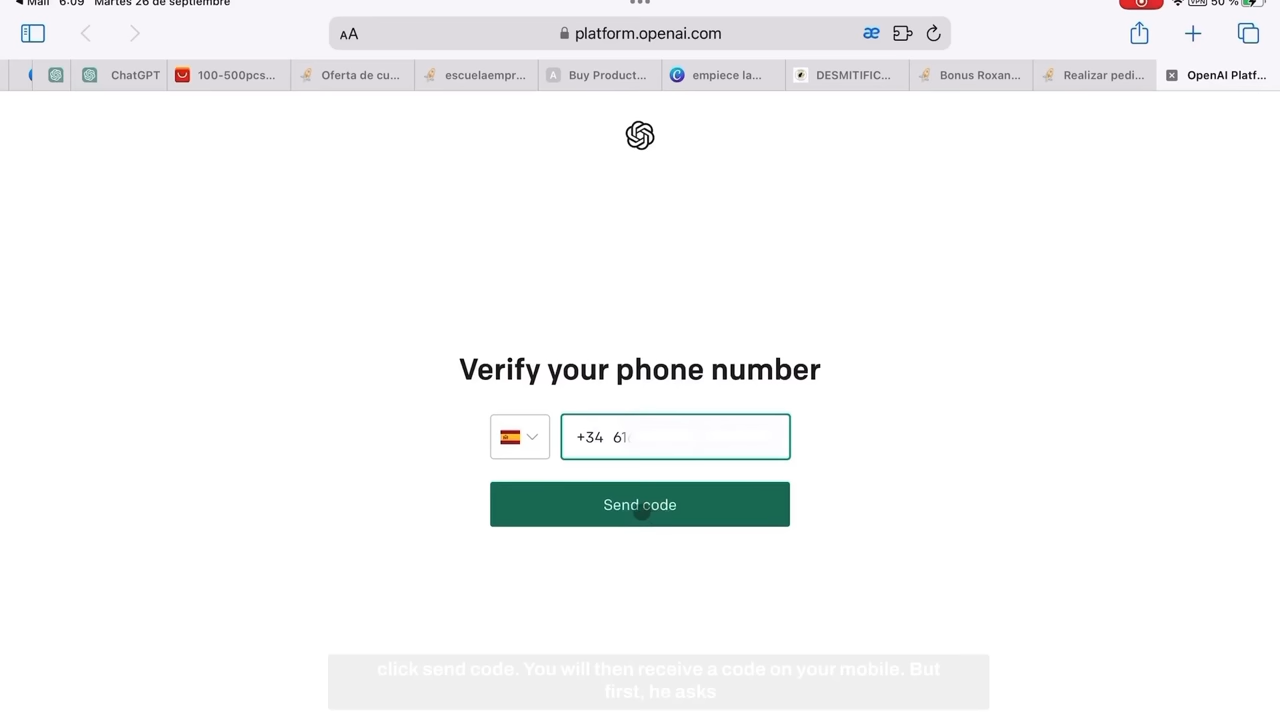 Mail 6:09 Martes 26 de septiembre
VPN 50 %
AA platform.openai.com æ
ChatGPT 100-500pcs... Oferta de cu... escuelaempr... A Buy Product... C empiece la... DESMITIFIC... Bonus Roxan... Realizar pedi... OpenAI Platf...
Verify your phone number
+34 61
Send code
click send code. You will then receive a code on your mobile. But
first, he asks